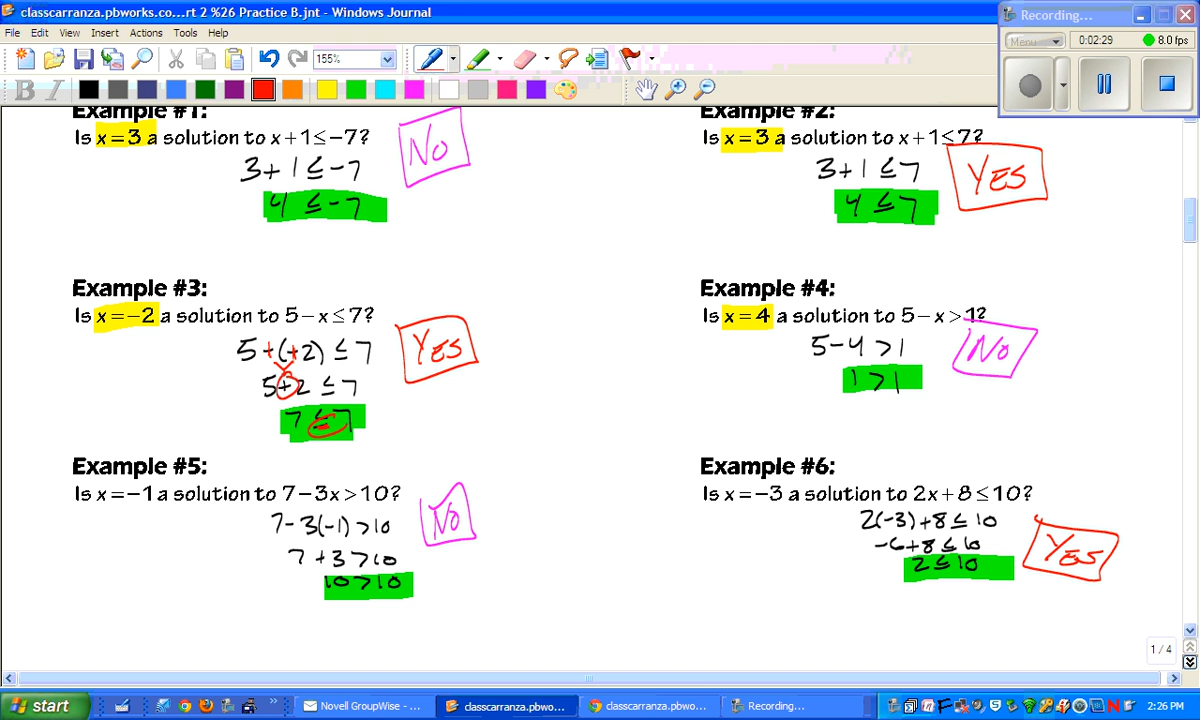 classcarranza.pbworks.co...rt 2 %26 Practice B.jnt - Windows Journal
File Edit View Insert Actions Tools Help
155%
B I U
Recording...
Menu
0:02:29
8.0 fps
Example #1:
Is x=3 a solution to x+1≤-7?
3+1≤-7
4≤-7
NO
Example #2:
Is x=3 a solution to x+1≤7?
3+1≤7
4≤7
YES
Example #3:
Is x=-2 a solution to 5-x≤7?
5+(+2)≤7
5+2≤7
7≤7
YES
Example #4:
Is x=4 a solution to 5-x>1?
5-4>1
1>1
No
Example #5:
Is x=-1 a solution to 7-3x>10?
7-3(-1)>10
7+3>10
10>10
No
Example #6:
Is x=-3 a solution to 2x+8≤10?
2(-3)+8≤10
-6+8≤10
2≤10
YES
1/4
start
Novell GroupWise - ...
classcarranza.pbwo...
classcarranza.pbwo...
Recording...
2:26 PM